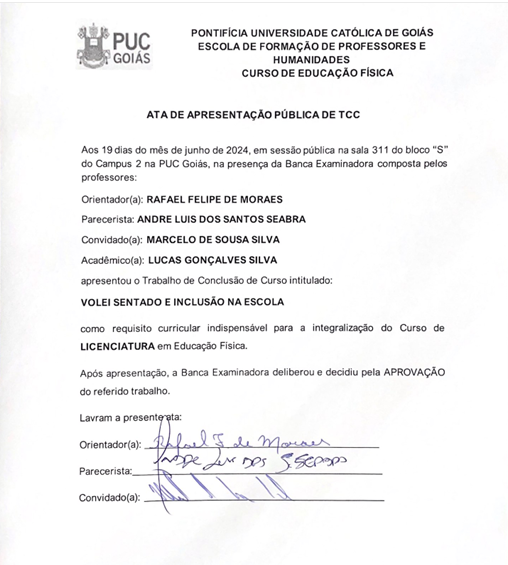 PUC
GOIÁS
PONTIFÍCIA UNIVERSIDADE CATÓLICA DE GOIÁS
ESCOLA DE FORMAÇÃO DE PROFESSORES E
HUMANIDADES
CURSO DE EDUCAÇÃO FÍSICA
ATA DE APRESENTAÇÃO PÚBLICA DE TCC
Aos 19 dias do mês de junho de 2024, em sessão pública na sala 311 do bloco "S"
do Campus 2 na PUC Goiás, na presença da Banca Examinadora composta pelos
professores:
Orientador(a): RAFAEL FELIPE DE MORAES
Parecerista: ANDRE LUIS DOS SANTOS SEABRA
Convidado(a): MARCELO DE SOUSA SILVA
Acadêmico(a): LUCAS GONÇALVES SILVA
apresentou o Trabalho de Conclusão de Curso intitulado:
VOLEI SENTADO E INCLUSÃO NA ESCOLA
como requisito curricular indispensável para a integralização do Curso de
LICENCIATURA em Educação Física.
Após apresentação, a Banca Examinadora deliberou e decidiu pela APROVAÇÃO
do referido trabalho.
Lavram a presente ata:
Orientador(a): Rafael F. de Moraes
Parecerista:
Convidado(a):